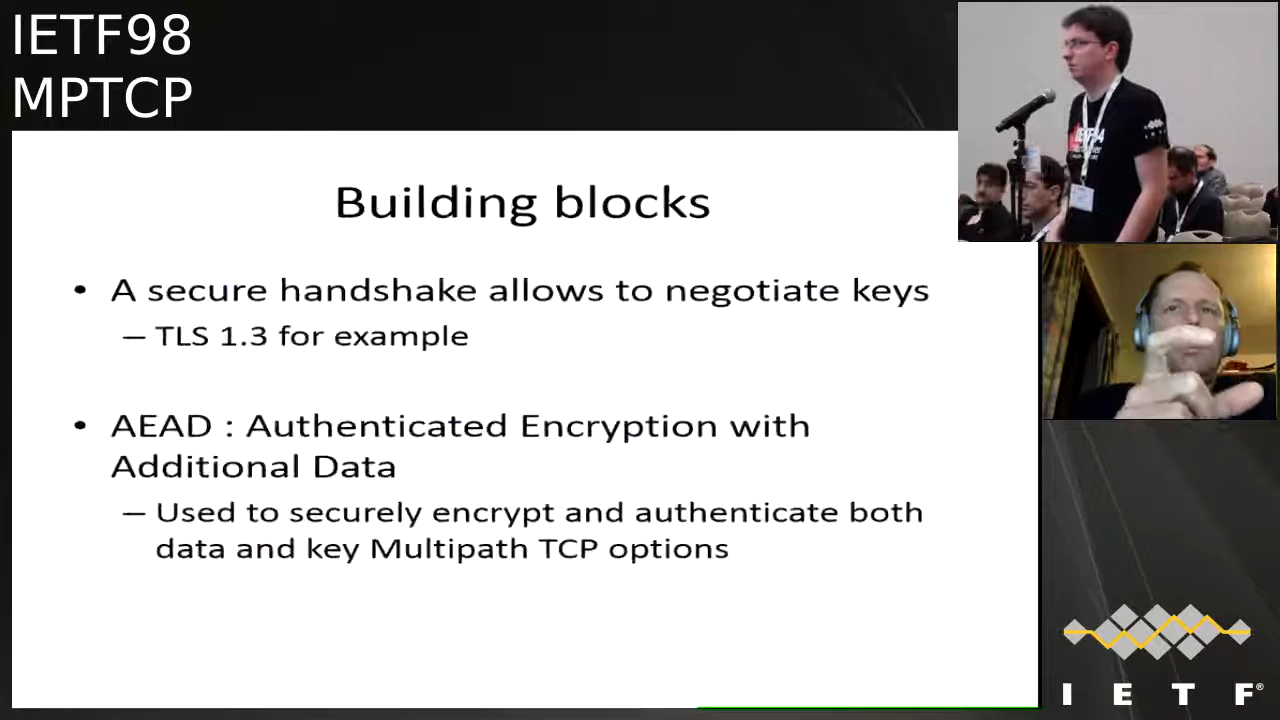 IETF98
MPTCP
Building blocks
• A secure handshake allows to negotiate keys
– TLS 1.3 for example
• AEAD : Authenticated Encryption with
Additional Data
– Used to securely encrypt and authenticate both
data and key Multipath TCP options
I E T F®